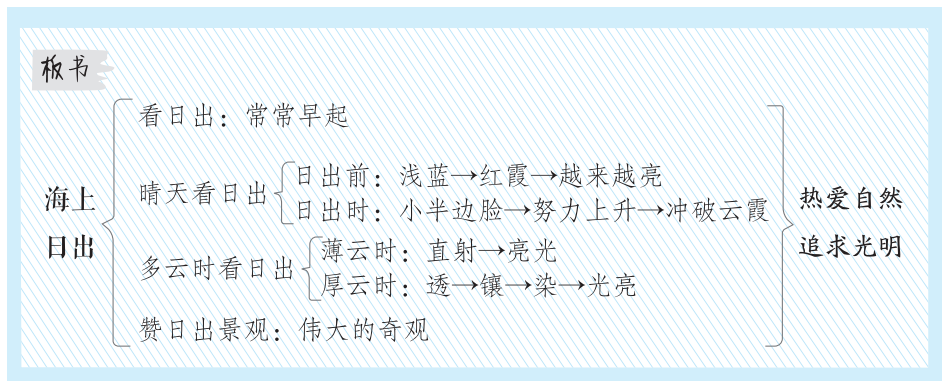 板书
海上
日出
看日出：常常早起
晴天看日出
日出前：浅蓝→红霞→越来越亮
日出时：小半边脸→努力上升→冲破云霞
多云时看日出
薄云时：直射→亮光
厚云时：透→镶→染→光亮
赞日出景观：伟大的奇观
热爱自然
追求光明